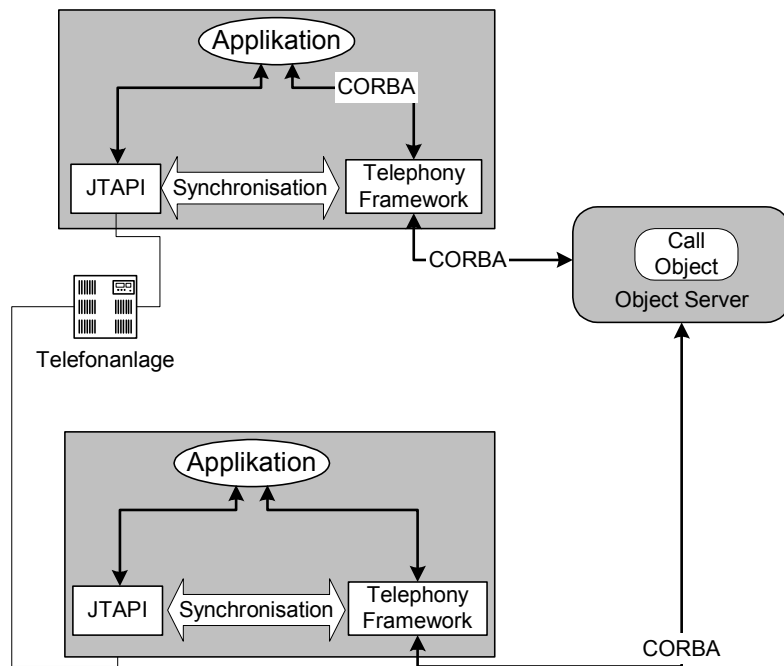 Applikation
CORBA
JTAPI
Synchronisation
Telephony
Framework
CORBA
Call
Object
Object Server
Telefonanlage
Applikation
JTAPI
Synchronisation
Telephony
Framework
CORBA